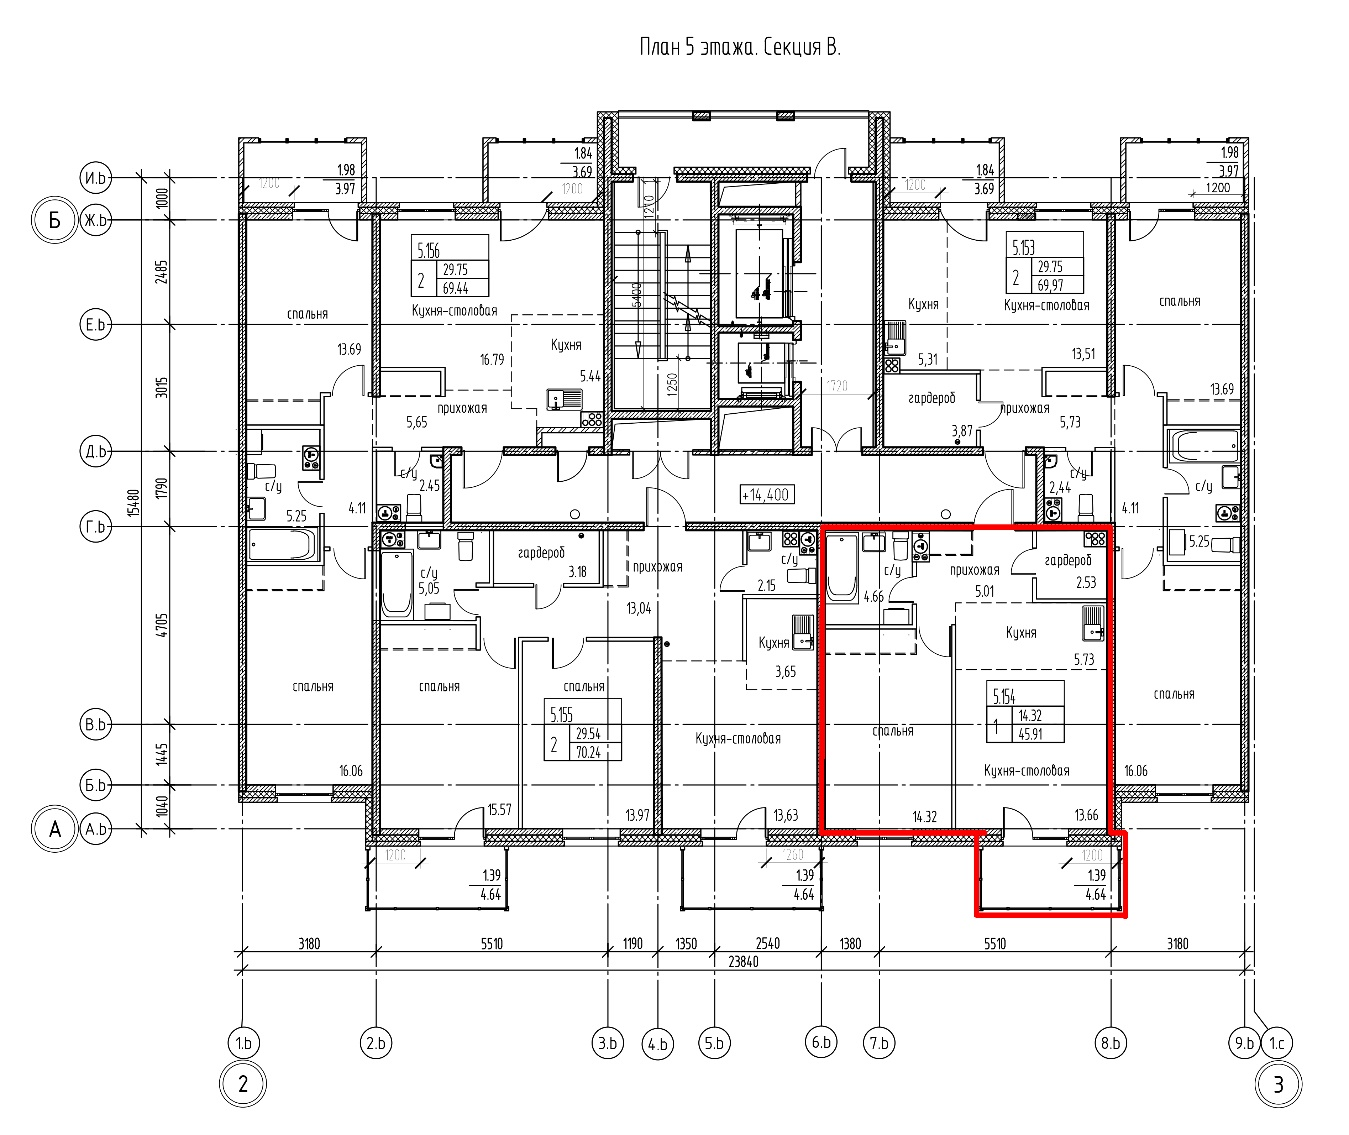 План 5 этажа. Секция В.
И.b
Б
Ж.b
Е.b
Д.b
Г.b
В.b
Б.b
А
А.b
1000
2485
3015
1790
4705
1445
1040
15480
1200
1.98
3.97
1.84
3.69
1200
1.84
3.69
1200
1.98
3.97
1200
1210
5400
1250
1720
5.156
2
29.75
69.44
Кухня-столовая
16.79
Кухня
5.44
прихожая
5,65
спальня
13.69
с/у
5.25
4.11
с/у
2.45
спальня
16.06
+14,400
5.153
2
29.75
69,97
Кухня
Кухня-столовая
5,31
13,51
гардероб
3,87
прихожая
5,73
спальня
13.69
с/у
2,44
4.11
с/у
5.25
спальня
16.06
с/у
5,05
гардероб
3.18
прихожая
13,04
с/у
2.15
Кухня
3,65
спальня
15.57
спальня
5.155
2
29.54
70.24
13.97
Кухня-столовая
13,63
с/у
4.66
прихожая
5.01
гардероб
2.53
Кухня
5.73
5.154
1
14.32
45.91
спальня
14.32
Кухня-столовая
13.66
1200
1.39
4.64
1260
1.39
4.64
1200
1.39
4.64
3180
5510
1190
1350
2540
1380
5510
3180
23840
1.b
2.b
3.b
4.b
5.b
6.b
7.b
8.b
9.b
1.c
2
3